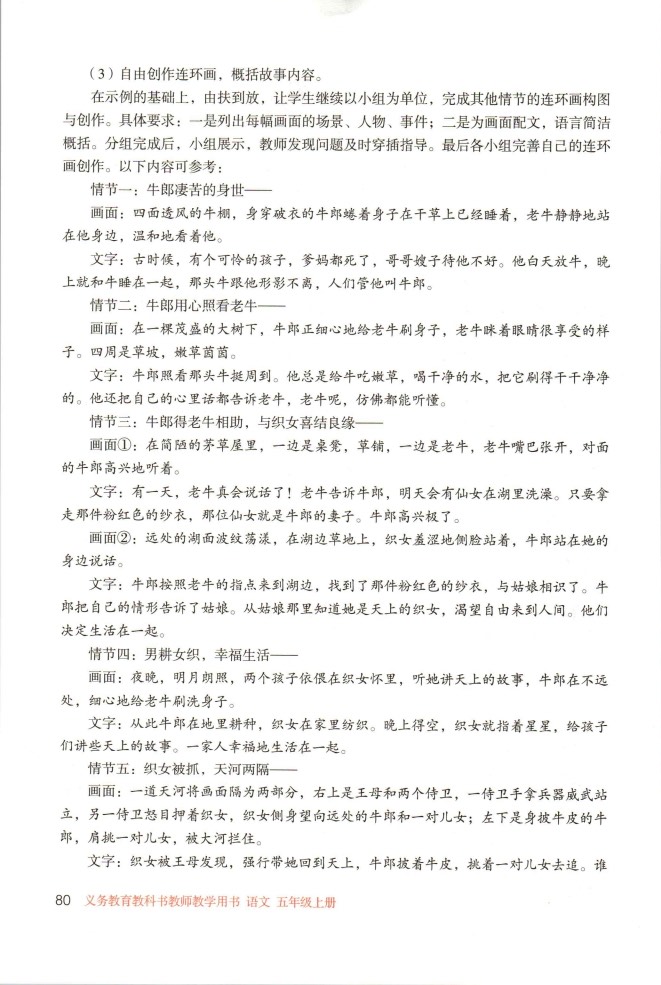 （3）自由创作连环画，概括故事内容。
在示例的基础上，由扶到放，让学生继续以小组为单位，完成其他情节的连环画构图
与创作。具体要求：一是列出每幅画面的场景、人物、事件；二是为画面配文，语言简洁
概括。分组完成后，小组展示，教师发现问题及时穿插指导。最后各小组完善自己的连环
画创作。以下内容可参考：
情节一：牛郎凄苦的身世——
画面：四面透风的牛棚，身穿破衣的牛郎蜷着身子在干草上已经睡着，老牛静静地站
在他身边，温和地看着他。
文字：古时候，有个可怜的孩子，爹妈都死了，哥哥嫂子待他不好。他白天放牛，晚
上就和牛睡在一起，那头牛跟他形影不离，人们管他叫牛郎。
情节二：牛郎用心照看老牛——
画面：在一棵茂盛的大树下，牛郎正细心地给老牛刷身子，老牛眯着眼睛很享受的样
子。四周是草坡，嫩草茵茵。
文字：牛郎照看那头牛挺周到。他总是给牛吃嫩草，喝干净的水，把它刷得干干净净
的。他还把自己的心里话都告诉老牛，老牛呢，仿佛都能听懂。
情节三：牛郎得老牛相助，与织女喜结良缘——
画面①：在简陋的茅草屋里，一边是桌凳，草铺，一边是老牛，老牛嘴巴张开，对面
的牛郎高兴地听着。
文字：有一天，老牛真会说话了！老牛告诉牛郎，明天会有仙女在湖里洗澡。只要拿
走那件粉红色的纱衣，那位仙女就是牛郎的妻子。牛郎高兴极了。
画面②：远处的湖面波纹荡漾，在湖边草地上，织女羞涩地侧脸站着，牛郎站在她的
身边说话。
文字：牛郎按照老牛的指点来到湖边，找到了那件粉红色的纱衣，与姑娘相识了。牛
郎把自己的情形告诉了姑娘。从姑娘那里知道她是天上的织女，渴望自由来到人间。他们
决定生活在一起。
情节四：男耕女织，幸福生活——
画面：夜晚，明月朗照，两个孩子依偎在织女怀里，听她讲天上的故事，牛郎在不远
处，细心地给老牛刷洗身子。
文字：从此牛郎在地里耕种，织女在家里纺织。晚上得空，织女就指着星星，给孩子
们讲些天上的故事。一家人幸福地生活在一起。
情节五：织女被抓，天河两隔——
画面：一道天河将画面隔为两部分，右上是王母和两个侍卫，一侍卫手拿兵器威武站
立，另一侍卫怒目押着织女，织女侧身望向远处的牛郎和一对儿女；左下是身披牛皮的牛
郎，肩挑一对儿女，被大河拦住。
文字：织女被王母发现，强行带她回到天上，牛郎披着牛皮，挑着一对儿女去追。谁
80 义务教育教科书教师教学用书 语文 五年级上册